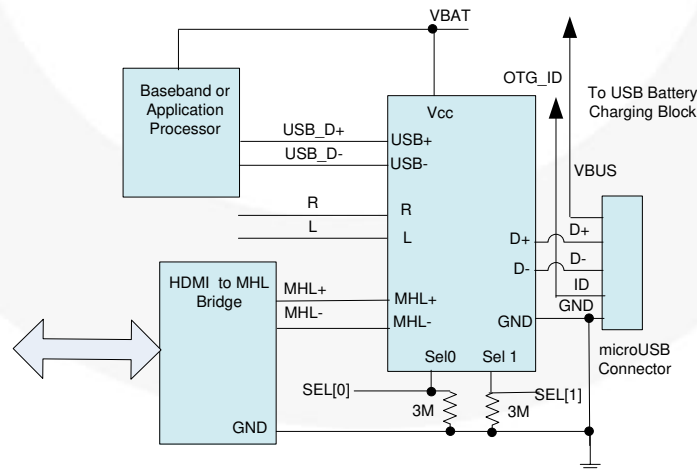 VBAT
OTG_ID
Baseband or
Application
Processor
To USB Battery
Charging Block
Vcc
USB_D+
USB+
USB_D-
USB-
VBUS
R
R
L
L
D+
D+
D-
D-
HDMI to MHL
Bridge
MHL+
MHL+
MHL-
MHL-
ID
GND
GND
microUSB
Connector
Sel0
Sel 1
SEL[0]
SEL[1]
3M
3M
GND